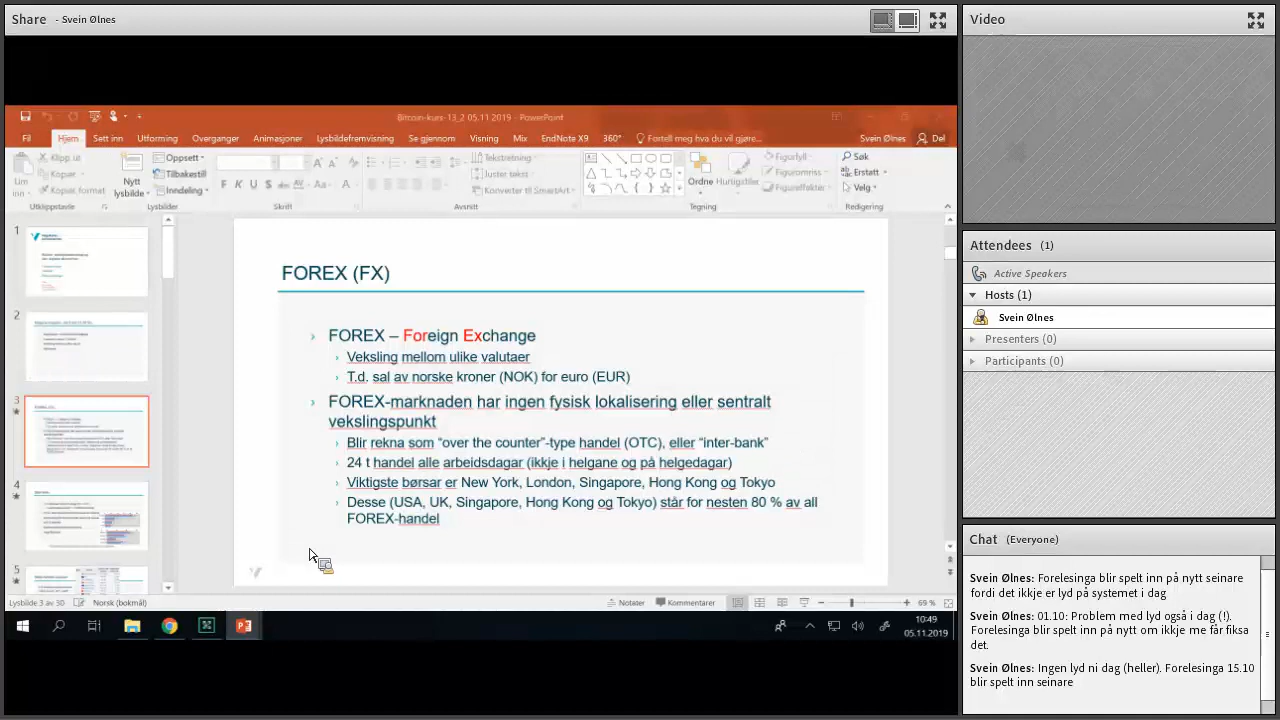 Share - Svein Ølnes
Bitcoin-kurs-13_2 05.11.2019 - PowerPoint
Fil Hjem Sett inn Utforming Overganger Animasjoner Lysbildefremvisning Se gjennom Visning Mix EndNote X9 360° Fortell meg hva du vil gjøre... Svein Ølnes Del
Klipp ut
Kopier
Kopier format
Utklippstavle
Nytt
lysbilde
Oppsett
Tilbakestill
Inndeling
Lysbilder
F K U S abc AV Aa A
Skrift
Tekstretning
Juster tekst
Konverter til SmartArt
Avsnitt
Ordne Hurtigstiler
Figurfyll
Figuromriss
Figureffekter
Tegning
Søk
Erstatt
Velg
Redigering
1
2
3
4
5
FOREX (FX)
FOREX – Foreign Exchange
Veksling mellom ulike valutaer
T.d. sal av norske kroner (NOK) for euro (EUR)
FOREX-marknaden har ingen fysisk lokalisering eller sentralt
vekslingspunkt
Blir rekna som “over the counter”-type handel (OTC), eller “inter-bank”
24 t handel alle arbeidsdagar (ikkje i helgane og på helgedagar)
Viktigste børsar er New York, London, Singapore, Hong Kong og Tokyo
Desse (USA, UK, Singapore, Hong Kong og Tokyo) står for nesten 80 % av all
FOREX-handel
Lysbilde 3 av 30 Norsk (bokmål) Notater Kommentarer 69 %
10:49
05.11.2019
Video
Attendees (1)
Active Speakers
Hosts (1)
Svein Ølnes
Presenters (0)
Participants (0)
Chat (Everyone)
Svein Ølnes: Forelesinga blir spelt inn på nytt seinare
fordi det ikkje er lyd på systemet i dag
Svein Ølnes: 01.10: Problem med lyd også i dag (!).
Forelesinga blir spelt inn på nytt om ikkje me får fiksa
det.
Svein Ølnes: Ingen lyd ni dag (heller). Forelesinga 15.10
blir spelt inn seinare